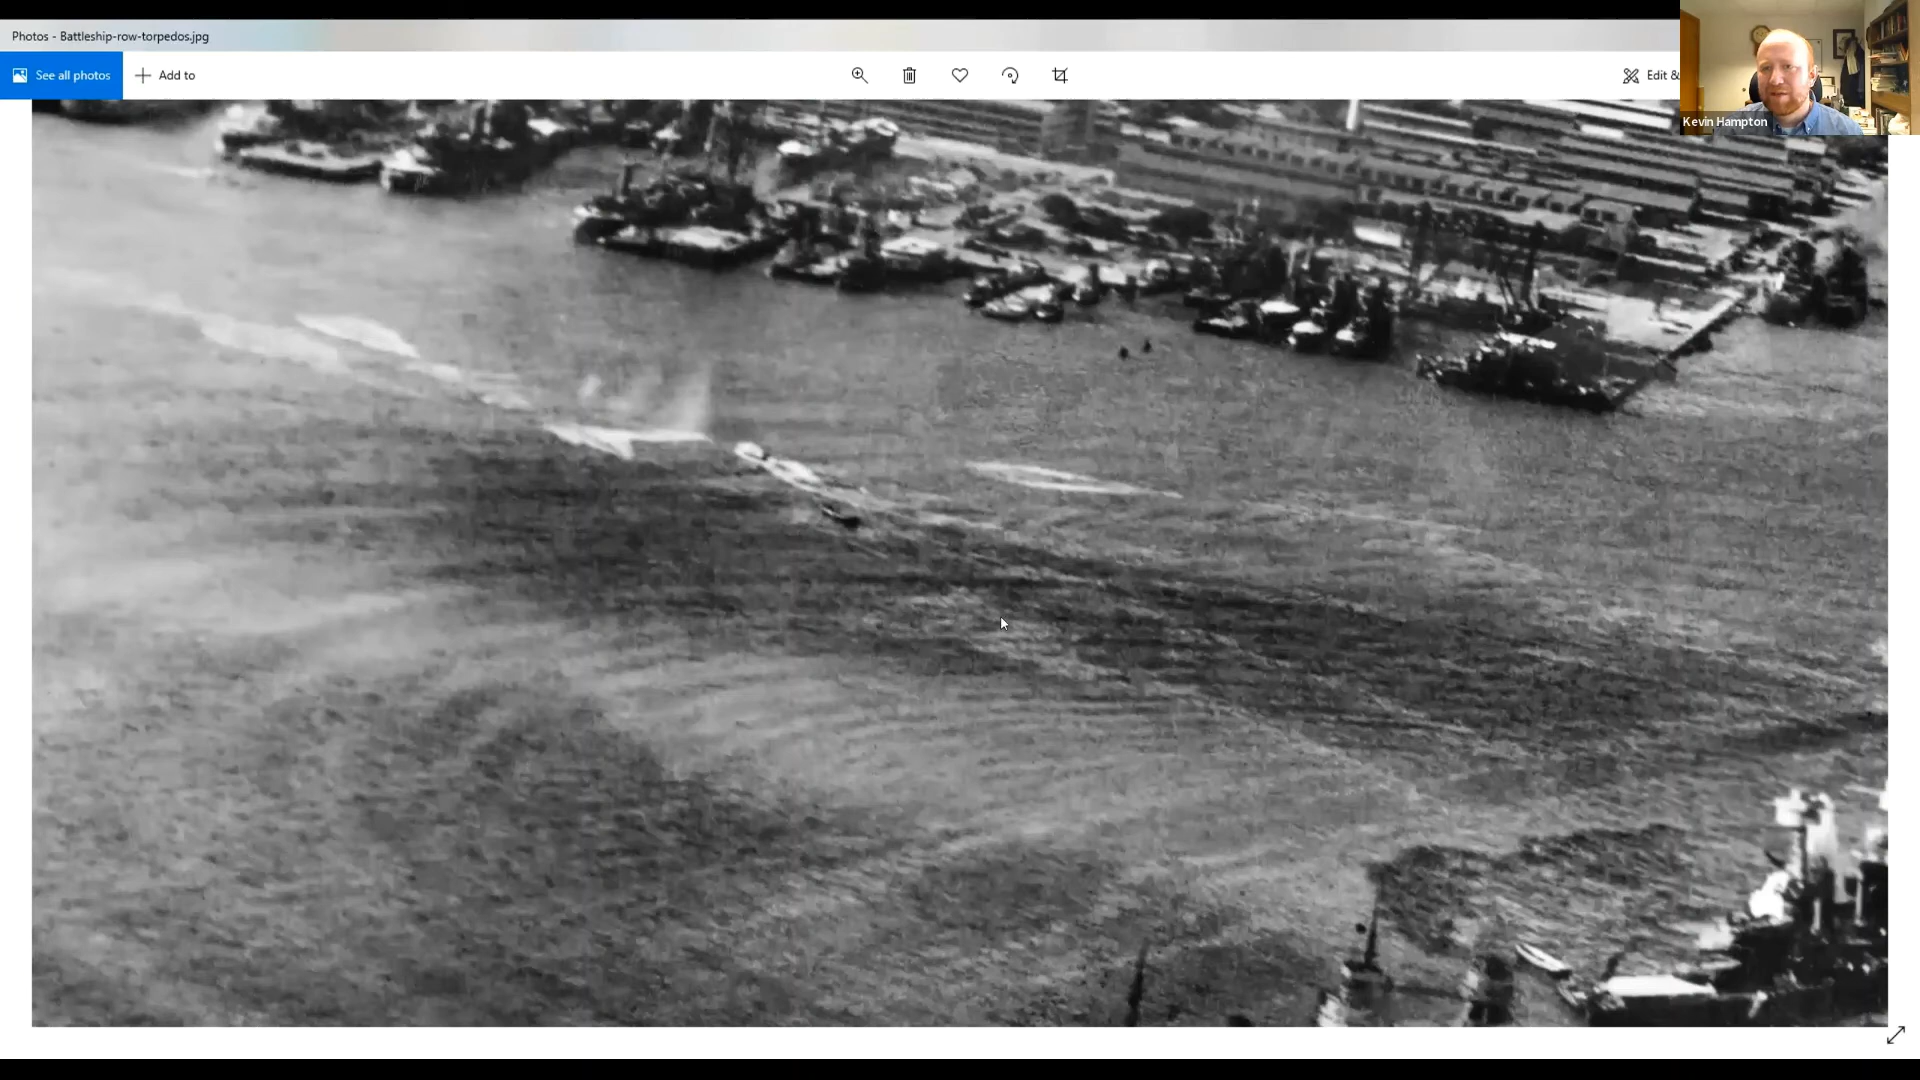 Photos - Battleship-row-torpedos.jpg
See all photos
Add to
Edit &
Kevin Hampton